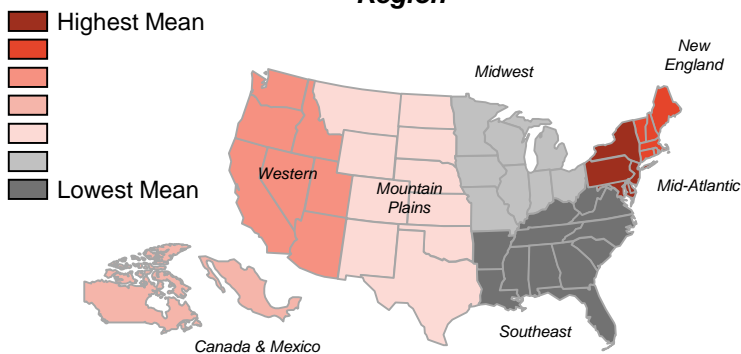 Region
Highest Mean
Lowest Mean
New
England
Midwest
Western
Mountain
Plains
Mid-Atlantic
Southeast
Canada & Mexico